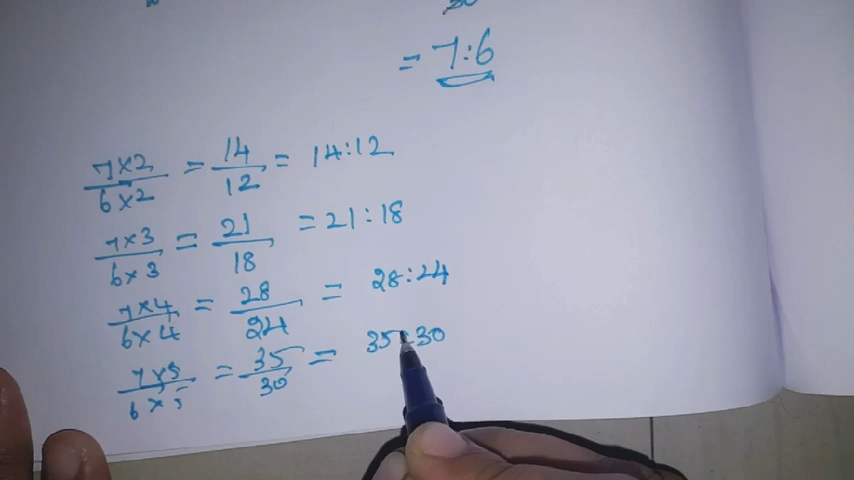 = 7:6
7×2/6×2 = 14/12 = 14:12
7×3/6×3 = 21/18 = 21:18
7×4/6×4 = 28/24 = 28:24
7×5/6×5 = 35/30 = 35:30